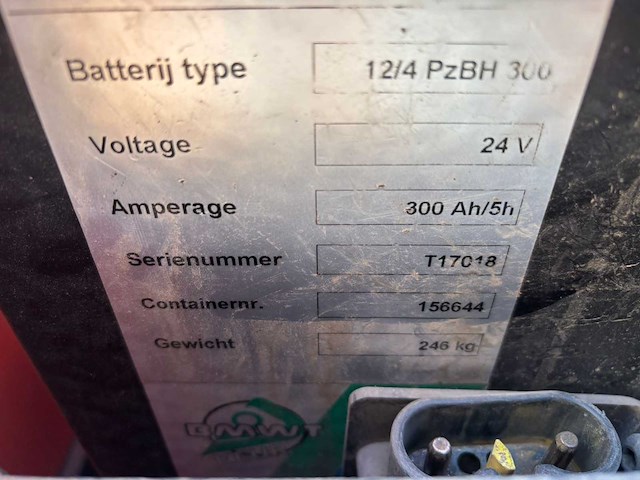 Batterij type 12/4 PzBH 300
Voltage 24 V
Amperage 300 Ah/5h
Serienummer T17018
Containernr. 156644
Gewicht 246 kg
BMWT